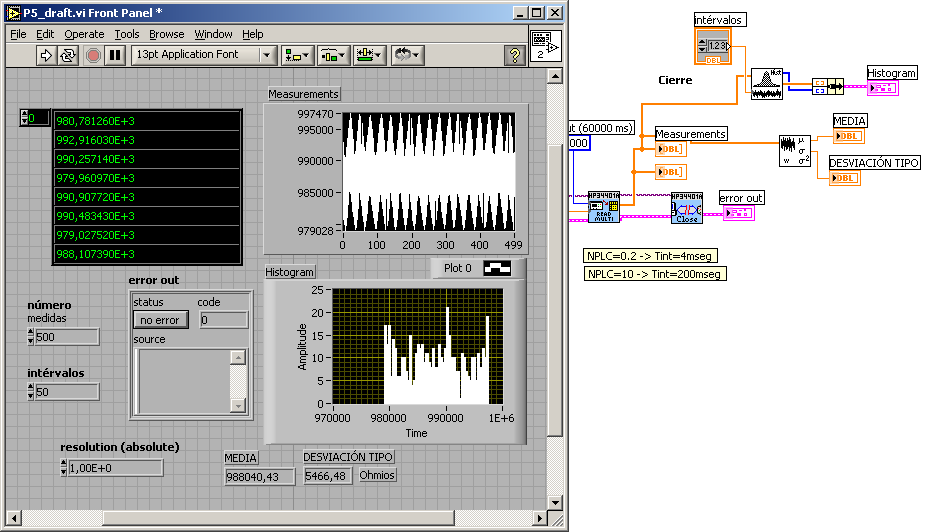 P5_draft.vi Front Panel *
File Edit Operate Tools Browse Window Help
13pt Application Font
?
2
0
980,781260E+3
992,916030E+3
990,257140E+3
979,960970E+3
990,907720E+3
990,483430E+3
979,027520E+3
988,107390E+3
Measurements
997470
995000
990000
985000
979028
0 100 200 300 400 499
error out
status code
no error 0
source
número
medidas
500
intérvalos
50
resolution (absolute)
1,00E+0
Histogram
Plot 0
Amplitude
25
20
15
10
5
0
970000 980000 990000 1E+6
Time
MEDIA
988040,43
DESVIACIÓN TIPO
5466,48 Ohmios
intérvalos
1.23
DBL
Cierre
Hist
Histogram
ut (60000 ms)
000
Measurements
DBL]
DBL]
μ
σ
w σ2
MEDIA
DBL
DESVIACIÓN TIPO
DBL
HP34401A
READ
MULTI
HP34401A
Close
error out
NPLC=0.2 -> Tint=4mseg
NPLC=10 -> Tint=200mseg